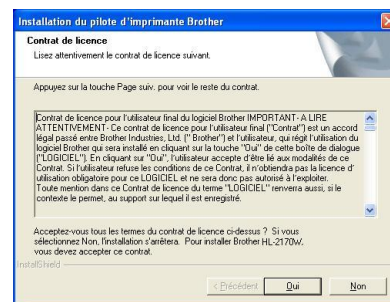 Installation du pilote d'imprimante Brother
Contrat de licence
Lisez attentivement le contrat de licence suivant.
Appuyez sur la touche Page suiv. pour voir le reste du contrat.
Contrat de licence pour l'utilisateur final du logiciel Brother IMPORTANT- A LIRE
ATTENTIVEMENT- Ce contrat de licence pour l'utilisateur final ("Contrat") est un accord
légal passé entre Brother Industries, Ltd. (" Brother") et l'utilisateur, qui régit l'utilisation du
logiciel Brother qui sera installé en cliquant sur la touche "Oui" de cette boîte de dialogue
("LOGICIEL"). En cliquant sur "Oui", l'utilisateur accepte d'être lié aux modalités de ce
Contrat. Si l'utilisateur refuse les conditions de ce Contrat, il n'obtiendra pas la licence d'
utilisation obligatoire pour ce LOGICIEL et ne sera donc pas autorisé à l'exploiter.
Toute mention dans ce Contrat de licence du terme "LOGICIEL" renverra aussi, si le
contexte le permet, au support sur lequel il est enregistré.
Acceptez-vous tous les termes du contrat de licence ci-dessus ? Si vous
sélectionnez Non, l'installation s'arrêtera. Pour installer Brother HL-2170W,
vous devez accepter ce contrat.
InstallShield
< Précédent Oui Non